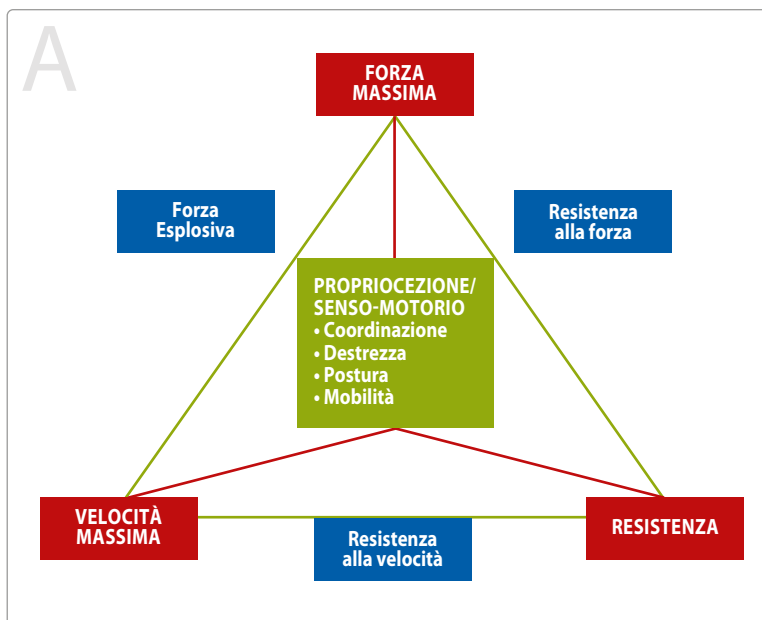 A
FORZA
MASSIMA
Forza
Esplosiva
Resistenza
alla forza
PROPRIOCEZIONE/
SENSO-MOTORIO
• Coordinazione
• Destrezza
• Postura
• Mobilità
VELOCITÀ
MASSIMA
Resistenza
alla velocità
RESISTENZA